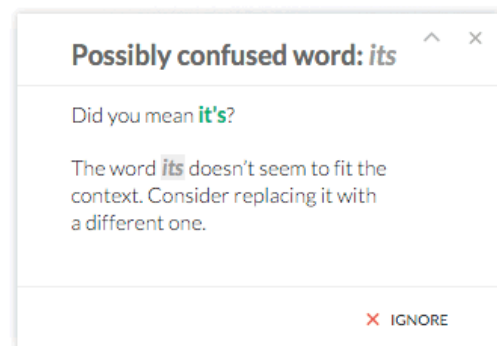 Possibly confused word: its
Did you mean it's?
The word its doesn't seem to fit the
context. Consider replacing it with
a different one.
IGNORE